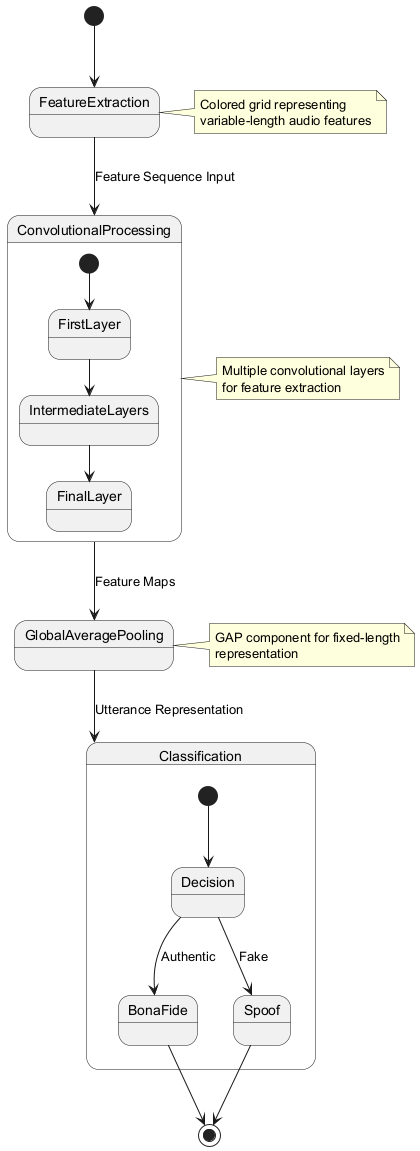 FeatureExtraction
Colored grid representing
variable-length audio features
Feature Sequence Input
ConvolutionalProcessing
FirstLayer
IntermediateLayers
FinalLayer
Multiple convolutional layers
for feature extraction
Feature Maps
GlobalAveragePooling
GAP component for fixed-length
representation
Utterance Representation
Classification
Decision
Authentic
Fake
BonaFide
Spoof